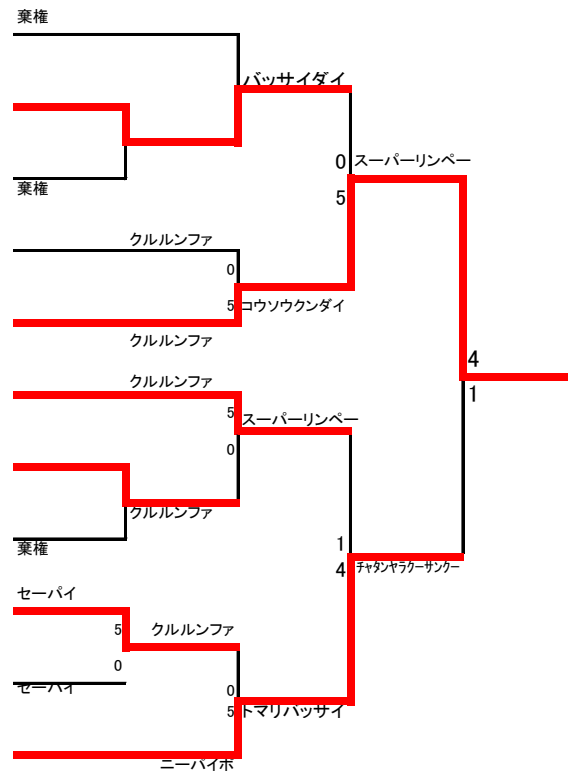 棄権
バッサイダイ
0
スーパーリンペー
棄権
5
クルルンファ
0
5
コウソウクンダイ
クルルンファ
4
クルルンファ
1
5
スーパーリンペー
0
クルルンファ
棄権
1
4
チャタンヤラクーサンクー
セーパイ
5
クルルンファ
0
セーパイ
0
5
トマリバッサイ
ニーパイポ